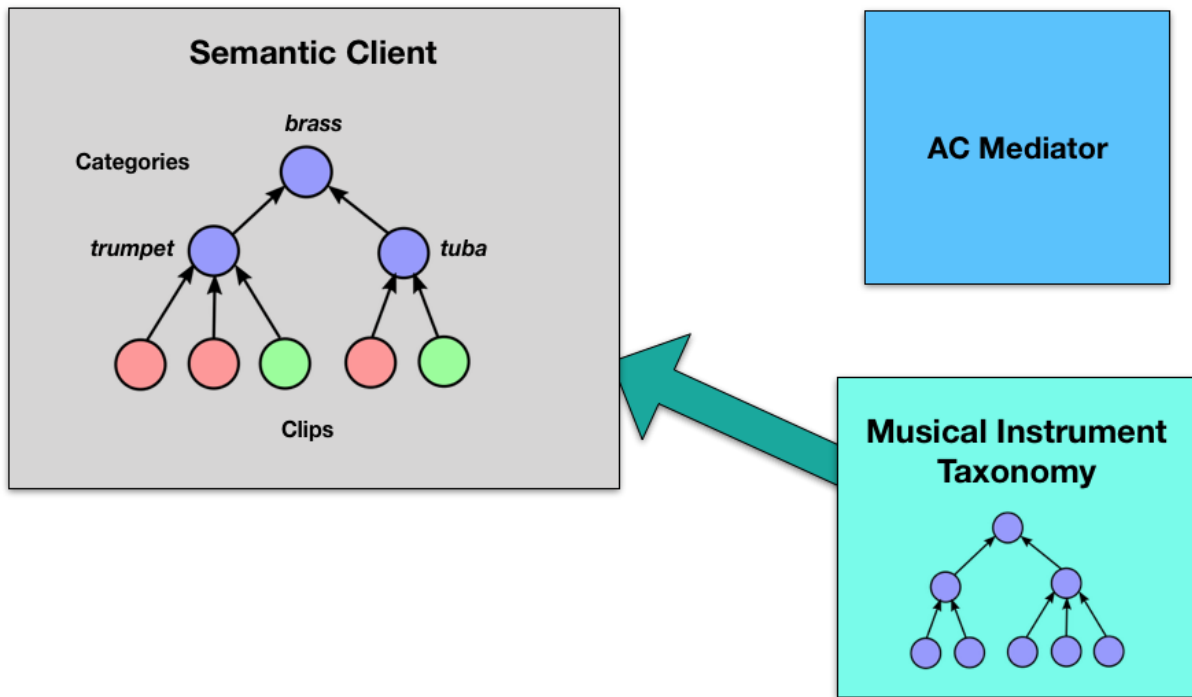 Semantic Client
brass
Categories
trumpet
tuba
Clips
AC Mediator
Musical Instrument
Taxonomy